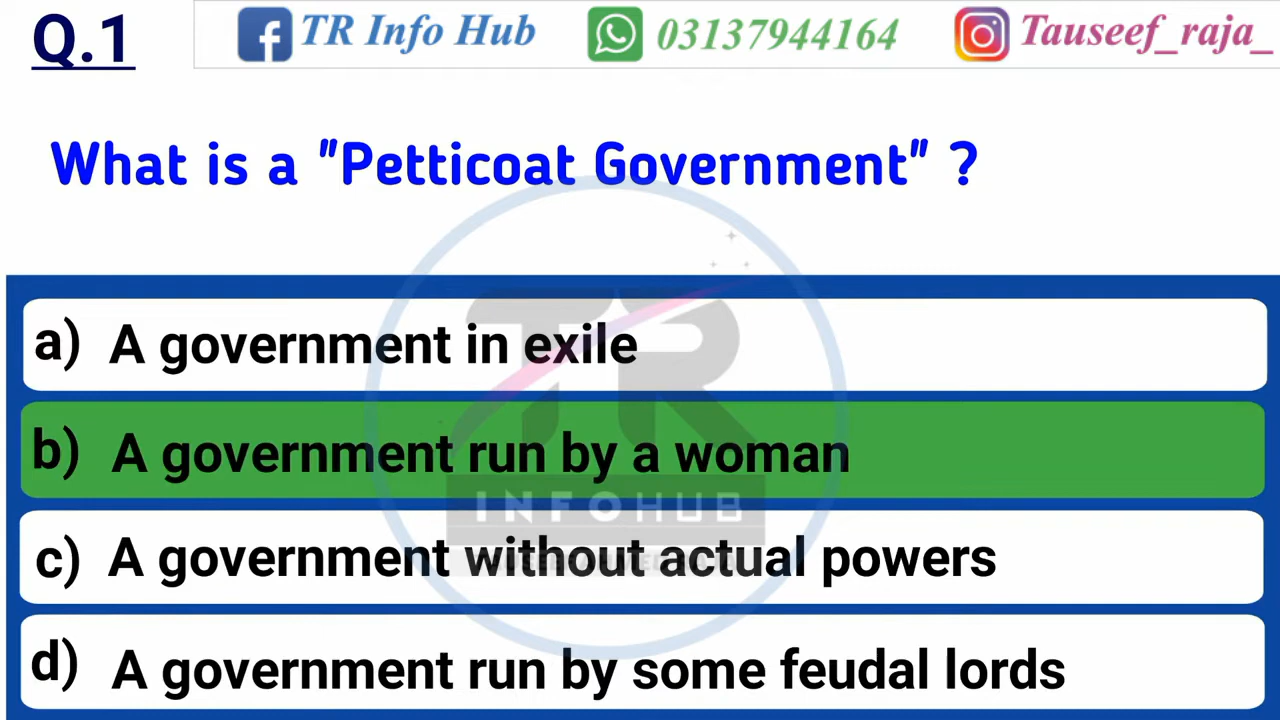 Q.1
TR Info Hub 03137944164 Tauseef_raja_
What is a "Petticoat Government" ?
a) A government in exile
b) A government run by a woman
INFOHUB
c) A government without actual powers
d) A government run by some feudal lords